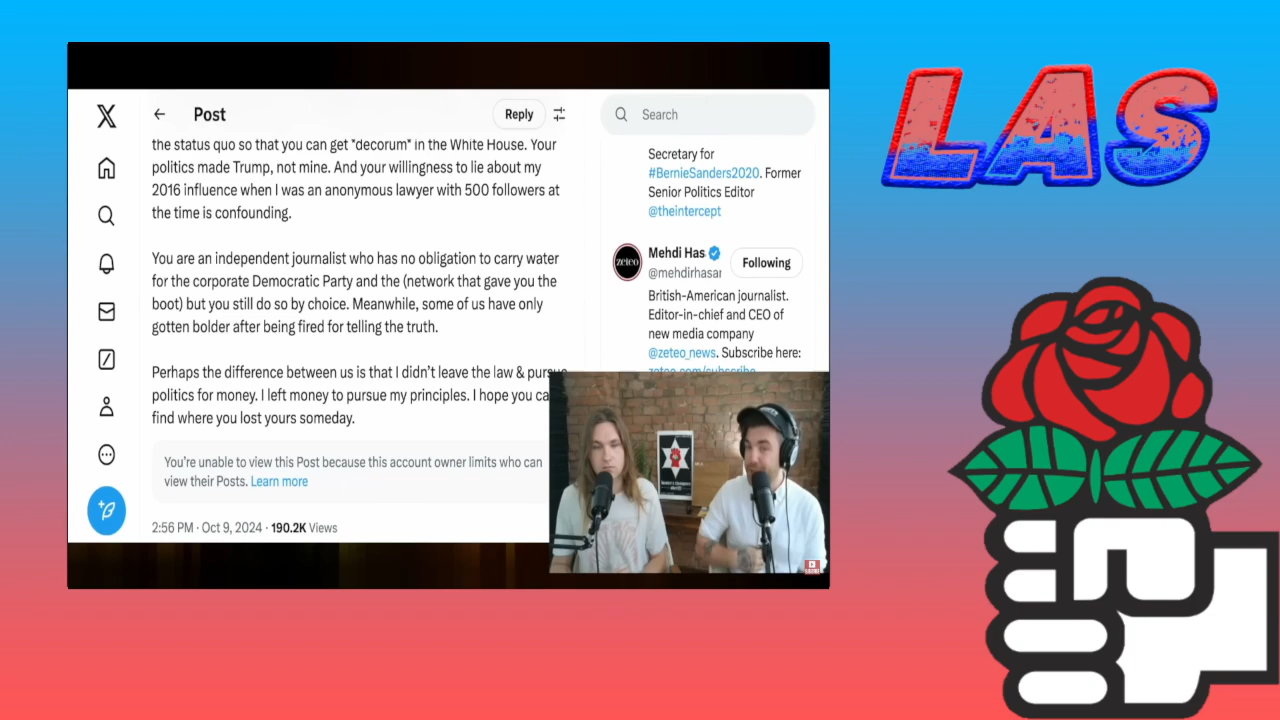 LAS
Post
Reply
Search
the status quo so that you can get *decorum* in the White House. Your
politics made Trump, not mine. And your willingness to lie about my
2016 influence when I was an anonymous lawyer with 500 followers at
the time is confounding.
You are an independent journalist who has no obligation to carry water
for the corporate Democratic Party and the (network that gave you the
boot) but you still do so by choice. Meanwhile, some of us have only
gotten bolder after being fired for telling the truth.
Perhaps the difference between us is that I didn't leave the law & pursue
politics for money. I left money to pursue my principles. I hope you ca
find where you lost yours someday.
You're unable to view this Post because this account owner limits who can
view their Posts. Learn more
2:56 PM · Oct 9, 2024 · 190.2K Views
Secretary for
#BernieSanders2020. Former
Senior Politics Editor
@theintercept
zeteo
Mehdi Has
@mehdirhasar
Following
British-American journalist.
Editor-in-chief and CEO of
new media company
@zeteo_news. Subscribe here:
zeteo.com/subscribe